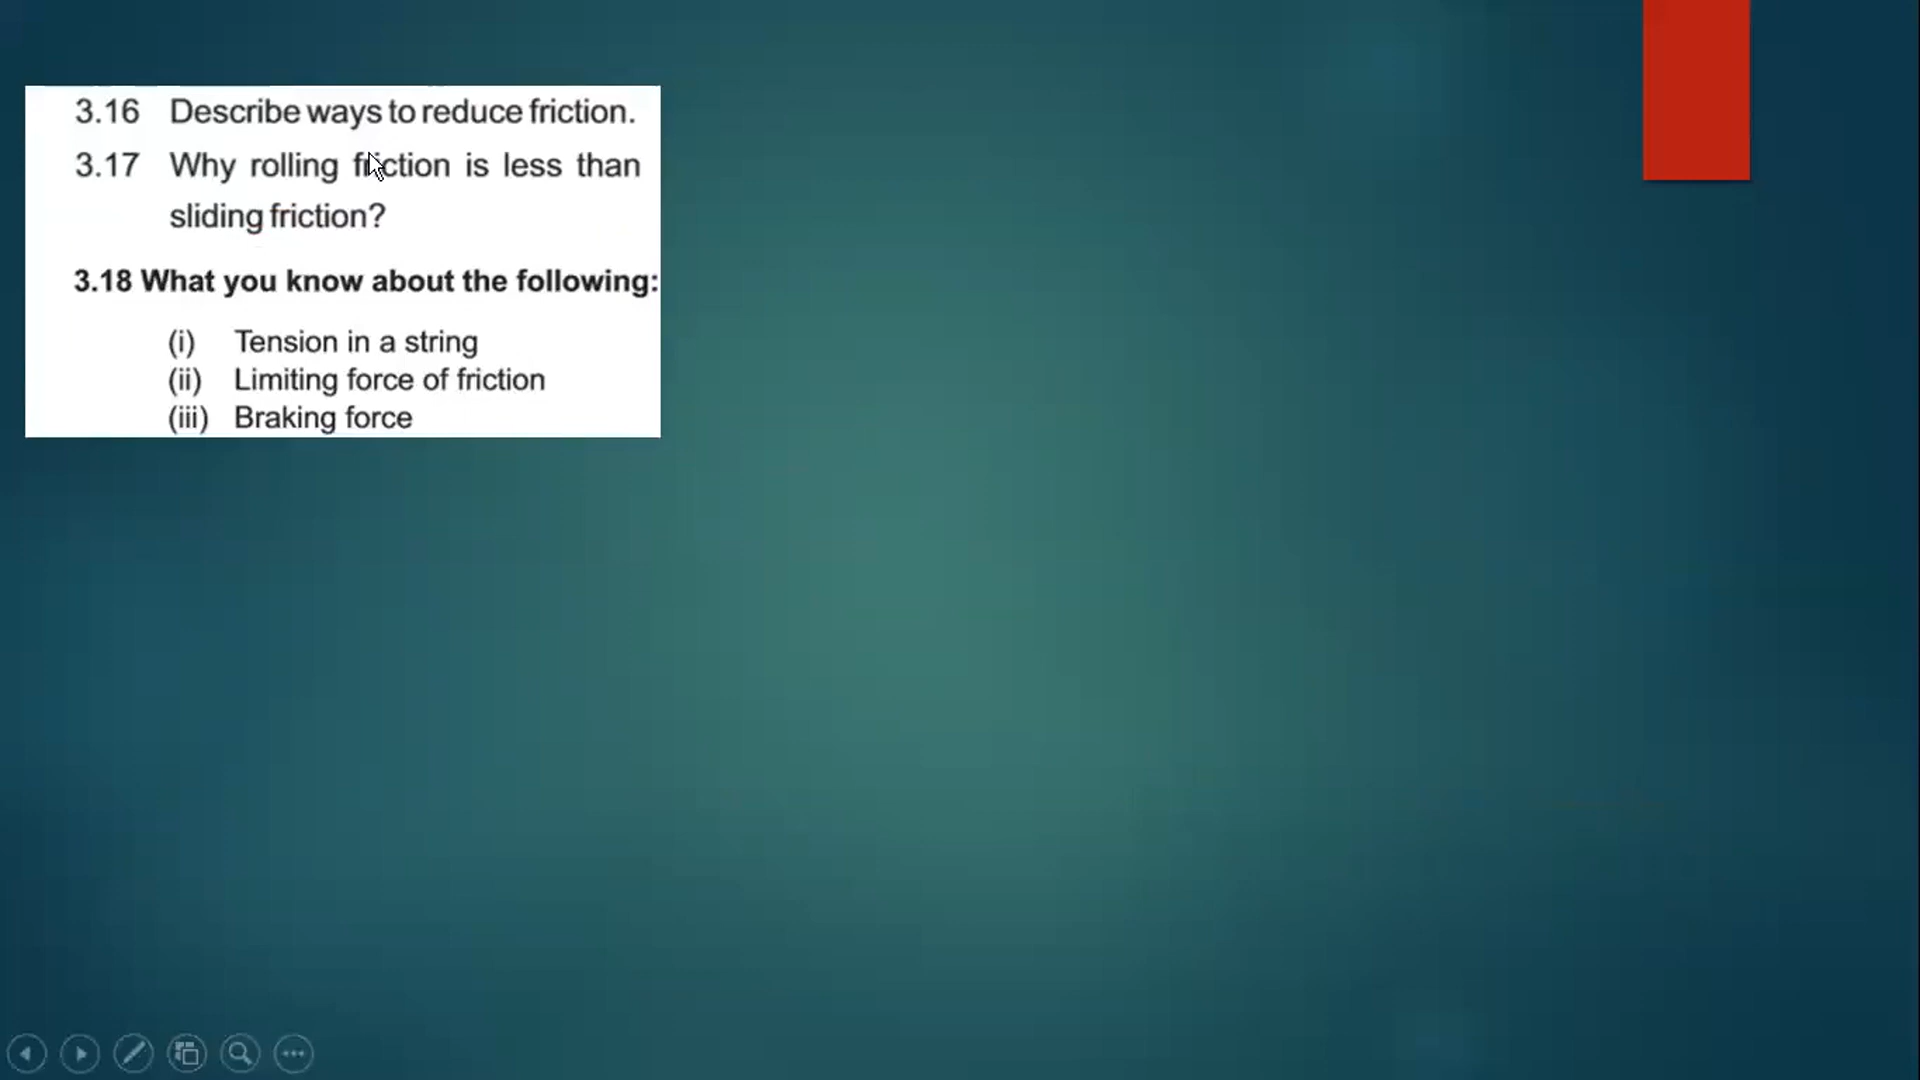 3.16 Describe ways to reduce friction.
3.17 Why rolling friction is less than
sliding friction?
3.18 What you know about the following:
(i) Tension in a string
(ii) Limiting force of friction
(iii) Braking force